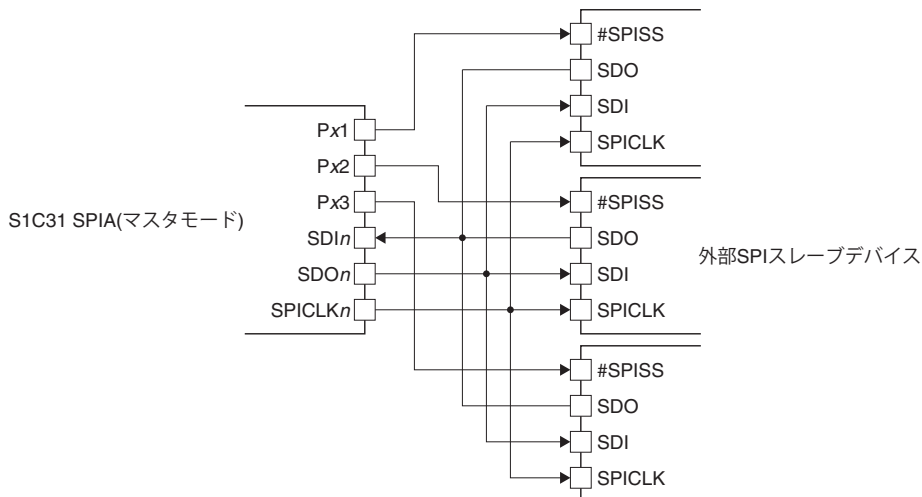 S1C31 SPIA(マスタモード)
Px1
Px2
Px3
SDIn
SDOn
SPICLKn
#SPISS
SDO
SDI
SPICLK
#SPISS
SDO
SDI
SPICLK
#SPISS
SDO
SDI
SPICLK
外部SPIスレーブデバイス